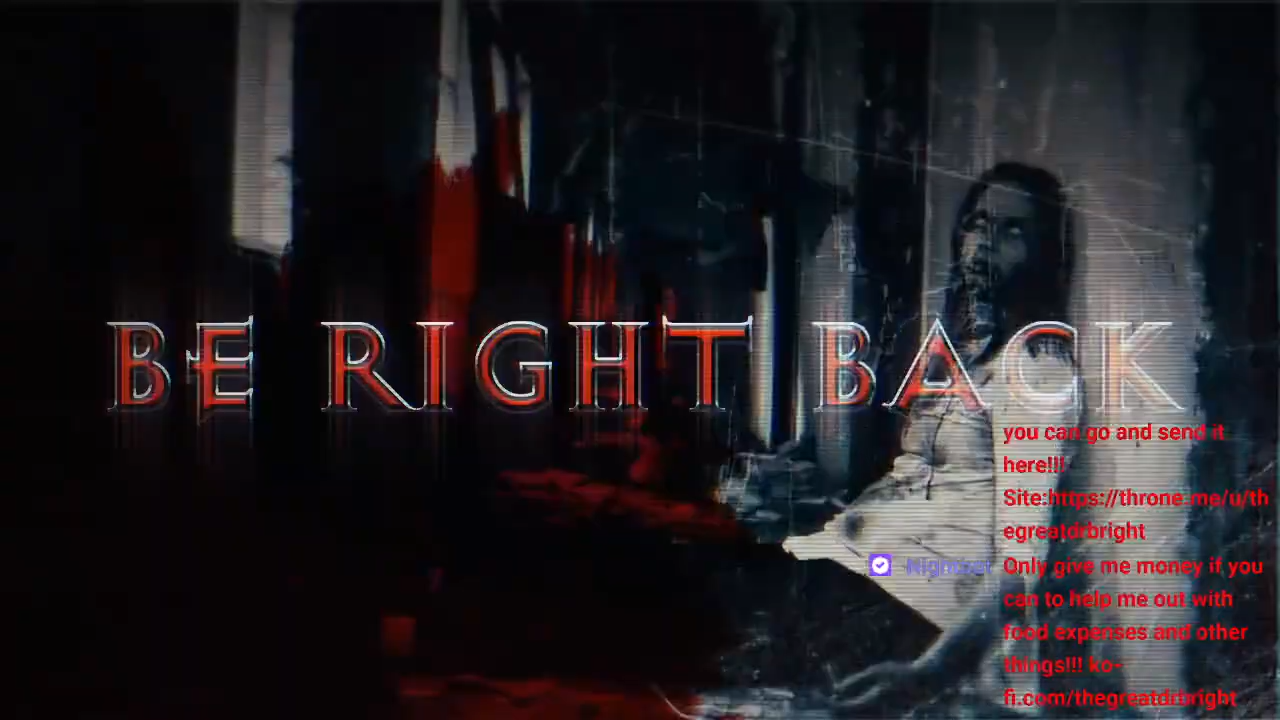 BE RIGHT BACK
you can go and send it
here!!!
Site:https://throne.me/u/th
egreatdrbright
Nightbot Only give me money if you
can to help me out with
food expenses and other
things!!! ko-
fi.com/thegreatdrbright